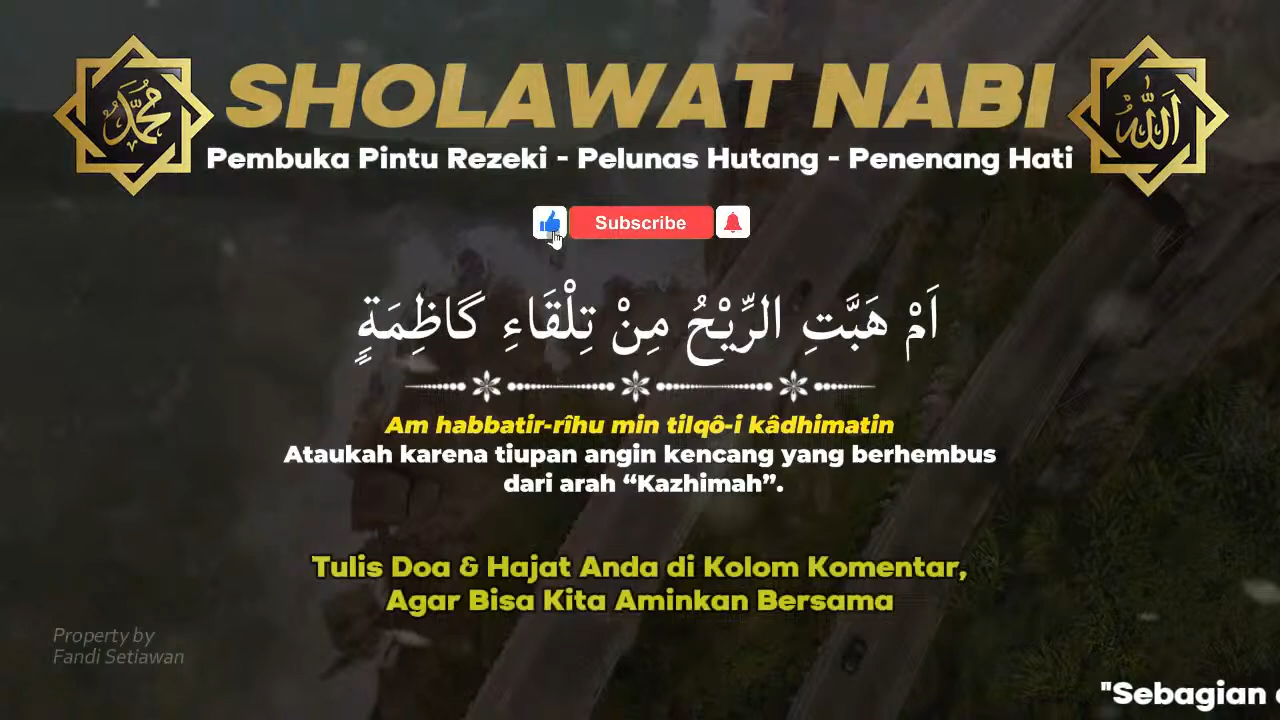 SHOLAWAT NABI
محمد
الله
Pembuka Pintu Rezeki - Pelunas Hutang - Penenang Hati
Subscribe
اَمْ هَبَّتِ الرِّيْحُ مِنْ تِلْقَاءِ كَاظِمَةٍ
Am habbatir-rîhu min tilqô-i kâdhimatin
Ataukah karena tiupan angin kencang yang berhembus
dari arah “Kazhimah”.
Tulis Doa & Hajat Anda di Kolom Komentar,
Agar Bisa Kita Aminkan Bersama
Property by
Fandi Setiawan
"Sebagian